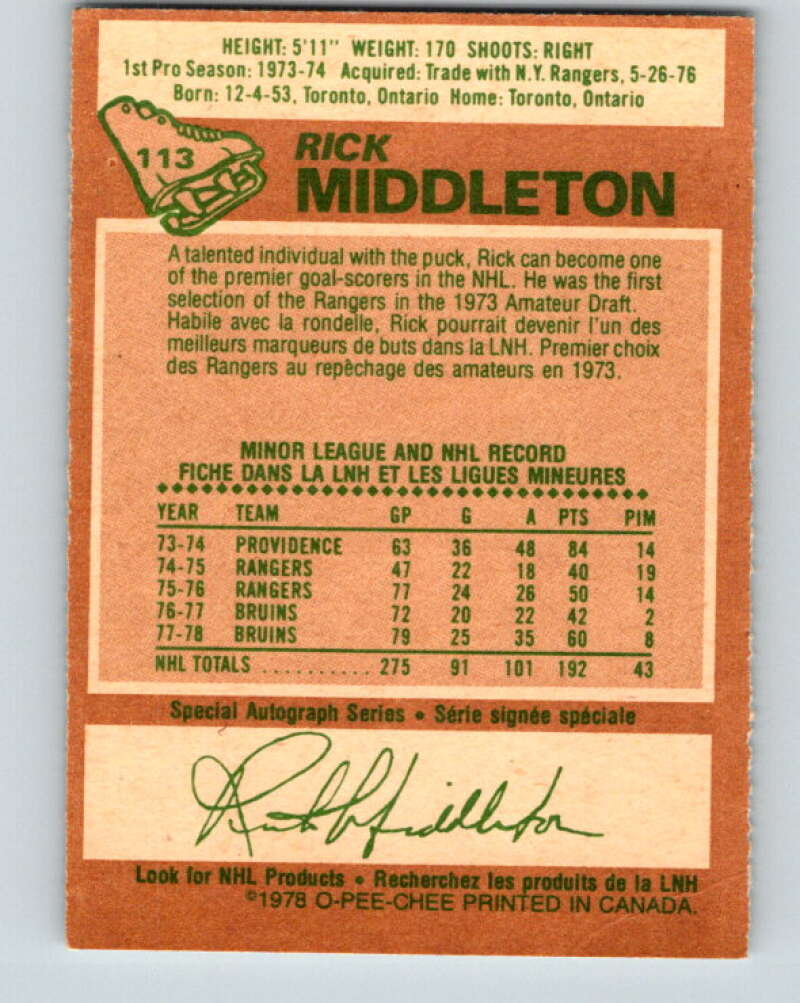 HEIGHT: 5'11" WEIGHT: 170 SHOOTS: RIGHT
1st Pro Season: 1973-74 Acquired: Trade with N.Y. Rangers, 5-26-76
Born: 12-4-53, Toronto, Ontario Home: Toronto, Ontario
113
RICK
MIDDLETON
A talented individual with the puck, Rick can become one
of the premier goal-scorers in the NHL. He was the first
selection of the Rangers in the 1973 Amateur Draft.
Habile avec la rondelle, Rick pourrait devenir l'un des
meilleurs marqueurs de buts dans la LNH. Premier choix
des Rangers au repêchage des amateurs en 1973.
MINOR LEAGUE AND NHL RECORD
FICHE DANS LA LNH ET LES LIGUES MINEURES
YEAR TEAM GP G A PTS PIM
73-74 PROVIDENCE 63 36 48 84 14
74-75 RANGERS 47 22 18 40 19
75-76 RANGERS 77 24 26 50 14
76-77 BRUINS 72 20 22 42 2
77-78 BRUINS 79 25 35 60 8
NHL TOTALS .......... 275 91 101 192 43
Special Autograph Series • Série signée spéciale
Rick Middleton
Look for NHL Products • Recherchez les produits de la LNH
©1978 O-PEE-CHEE PRINTED IN CANADA.